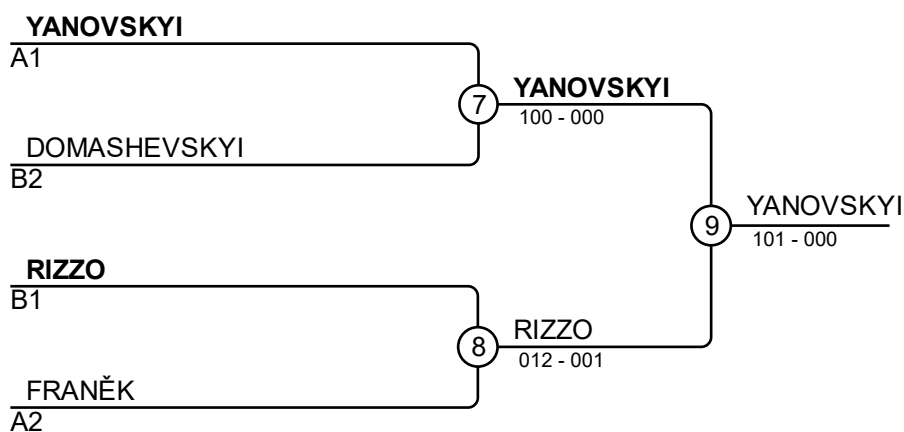 YANOVSKYI
A1
7
YANOVSKYI
100 - 000
DOMASHEVSKYI
B2
9
YANOVSKYI
101 - 000
RIZZO
B1
8
RIZZO
012 - 001
FRANĚK
A2